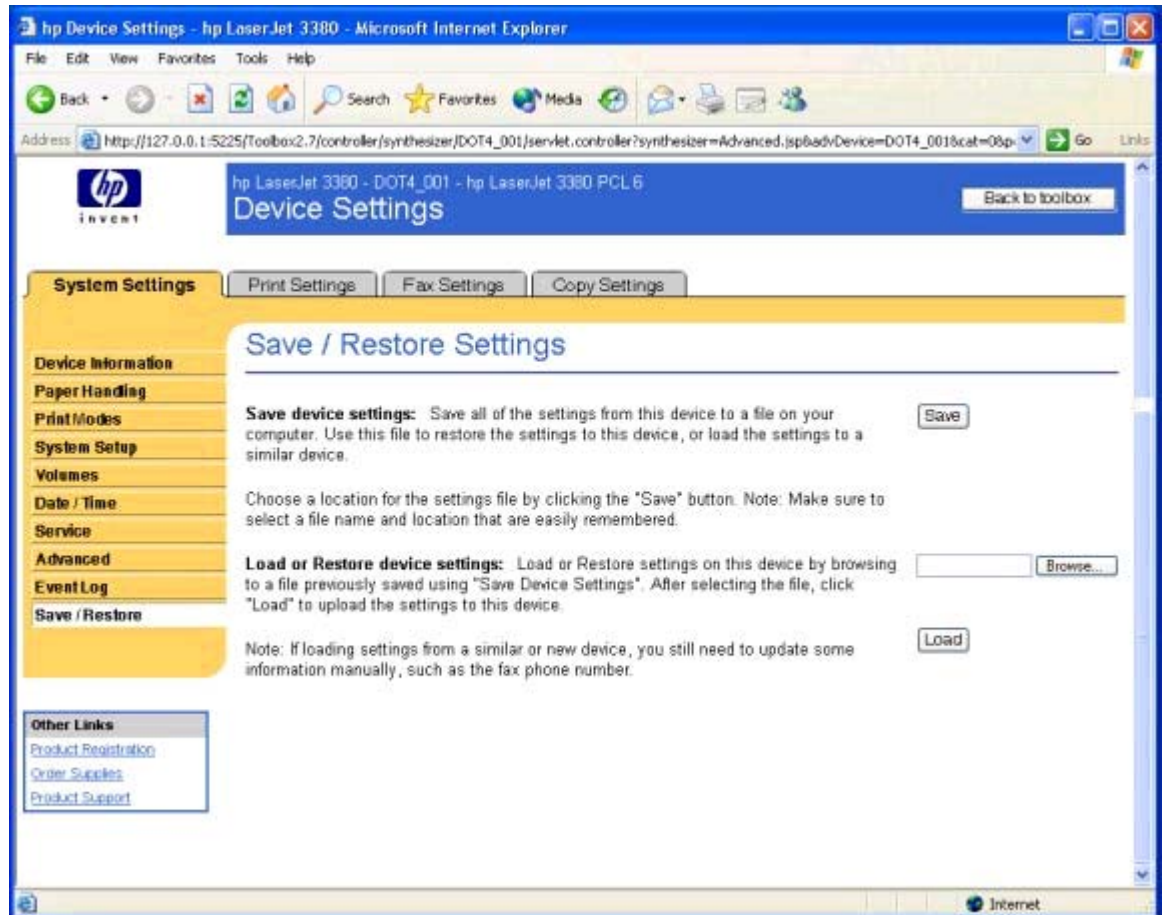 hp Device Settings - hp LaserJet 3380 - Microsoft Internet Explorer
File Edit View Favorites Tools Help
Back Search Favorites Media
Address http://127.0.0.1:5225/Toolbox2.7/controller/synthesizer/DOT4_001/servlet.controller?synthesizer=Advanced.jsp&advDevice=DOT4_001&cat=0&p Go Links
hp
invent
hp LaserJet 3380 - DOT4_001 - hp LaserJet 3380 PCL 6
Device Settings
Back to toolbox
System Settings Print Settings Fax Settings Copy Settings
Device Information
Paper Handling
Print Modes
System Setup
Volumes
Date / Time
Service
Advanced
Event Log
Save / Restore
Other Links
Product Registration
Order Supplies
Product Support
Save / Restore Settings
Save device settings: Save all of the settings from this device to a file on your
computer. Use this file to restore the settings to this device, or load the settings to a
similar device.
Save
Choose a location for the settings file by clicking the "Save" button. Note: Make sure to
select a file name and location that are easily remembered.
Load or Restore device settings: Load or Restore settings on this device by browsing
to a file previously saved using "Save Device Settings". After selecting the file, click
"Load" to upload the settings to this device.
Browse...
Note: If loading settings from a similar or new device, you still need to update some
information manually, such as the fax phone number.
Load
Internet